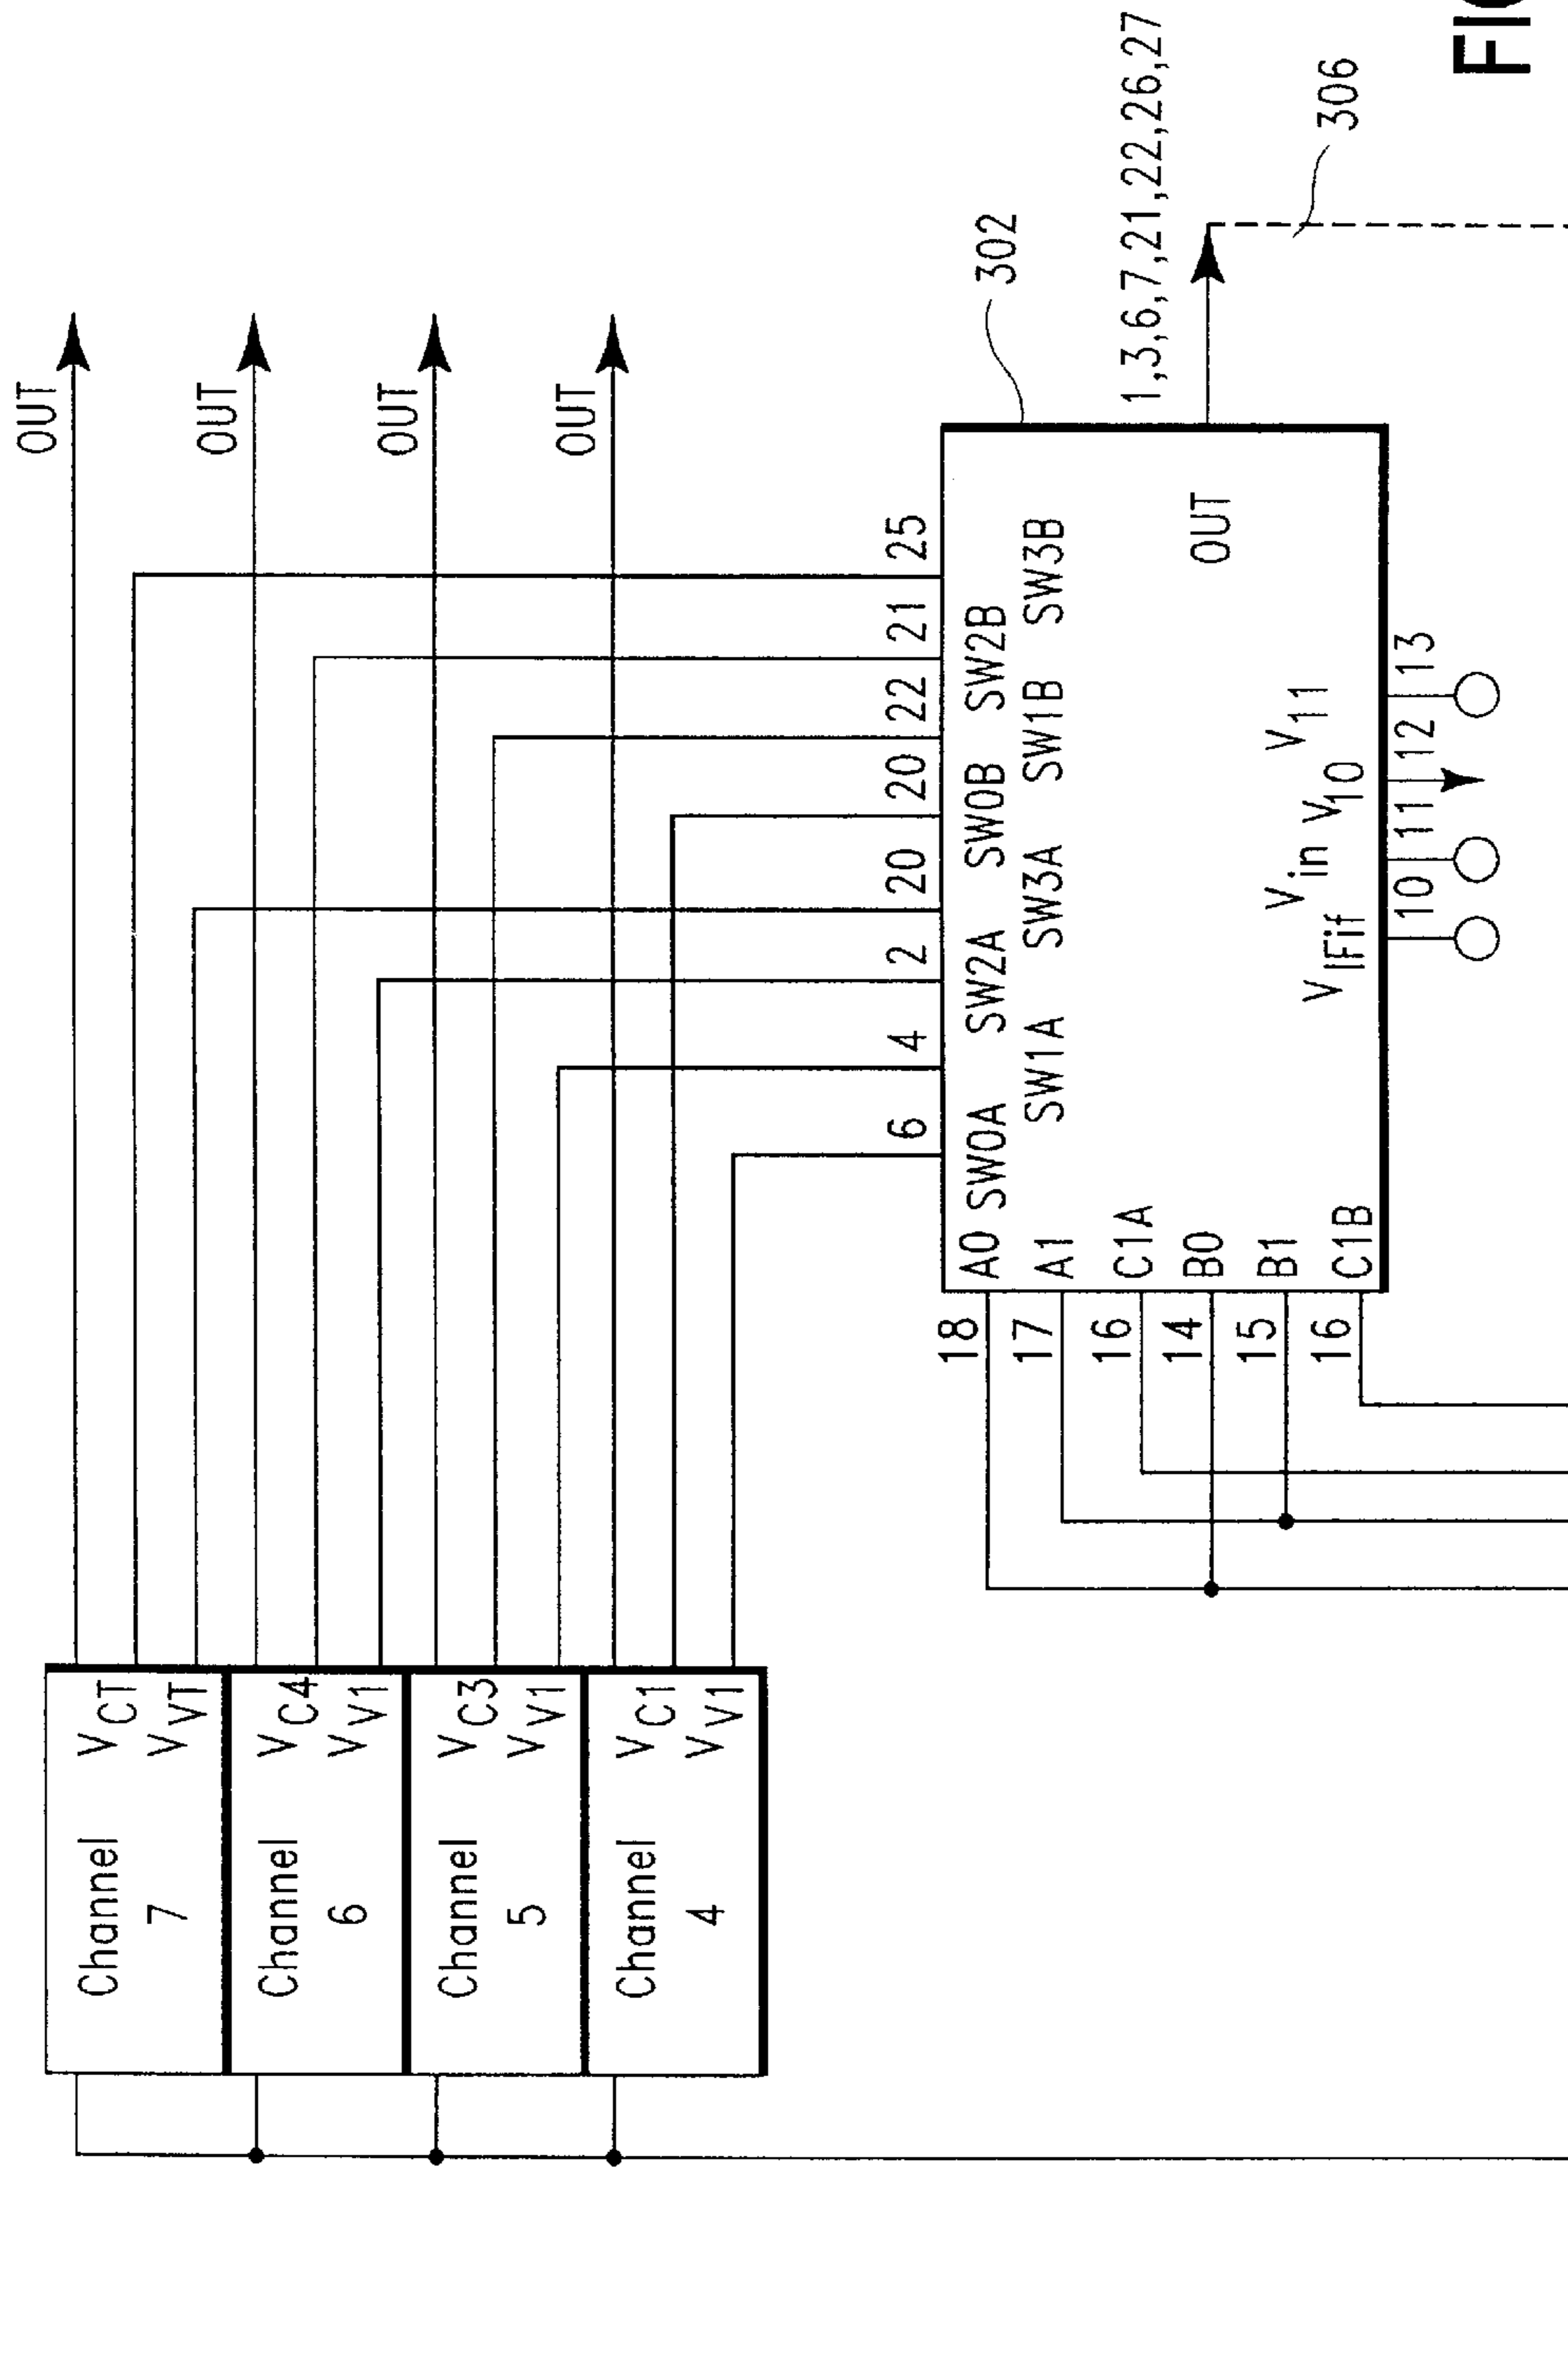 OUT
OUT
OUT
OUT
Channel
7
VCT
VVT
Channel
6
VC4
VV1
Channel
5
VC3
VV1
Channel
4
VC1
VV1
6
4
2
20
20
22
21
25
302
SW0A
SW2A
SW0B
SW2B
SW1A
SW3A
SW1B
SW3B
18
A0
17
A1
16
C1A
14
B0
15
B1
16
C1B
OUT
1,3,6,7,21,22,26,27
306
VIFif
Vin
V10
V11
10
11
12
13